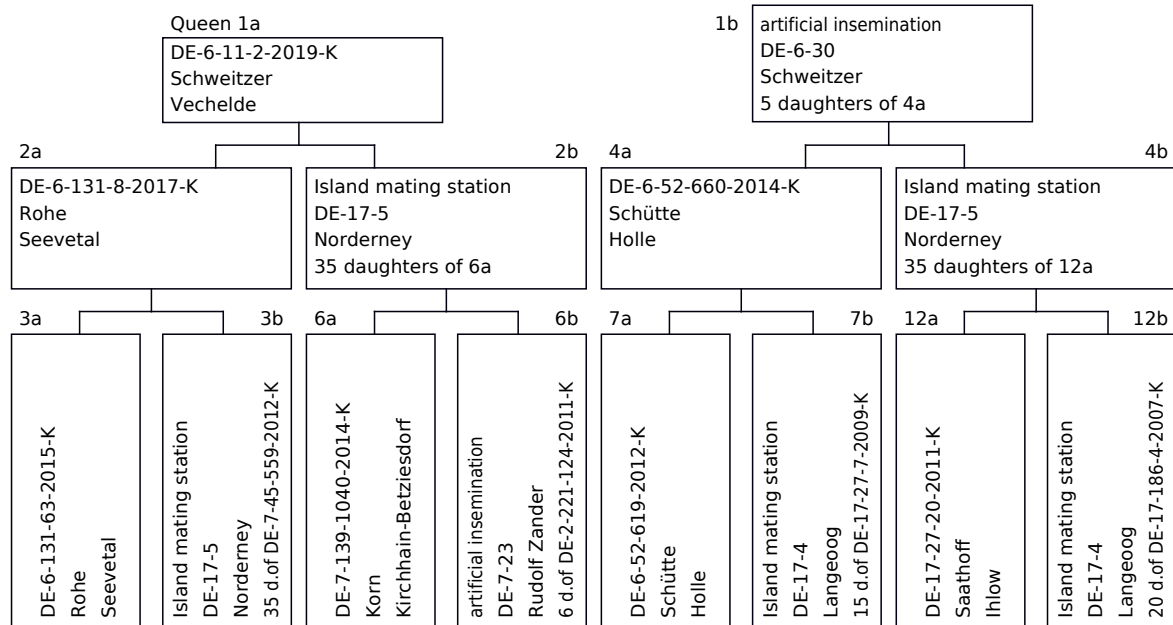 Queen 1a
DE-6-11-2-2019-K
Schweitzer
Vechelde
1b
artificial insemination
DE-6-30
Schweitzer
5 daughters of 4a
2a
DE-6-131-8-2017-K
Rohe
Seevetal
2b
Island mating station
DE-17-5
Norderney
35 daughters of 6a
4a
DE-6-52-660-2014-K
Schütte
Holle
4b
Island mating station
DE-17-5
Norderney
35 daughters of 12a
3a
DE-6-131-63-2015-K
Rohe
Seevetal
3b
Island mating station
DE-17-5
Norderney
35 d.of DE-7-45-559-2012-K
6a
DE-7-139-1040-2014-K
Korn
Kirchhain-Betziesdorf
6b
artificial insemination
DE-7-23
Rudolf Zander
6 d.of DE-2-221-124-2011-K
7a
DE-6-52-619-2012-K
Schütte
Holle
7b
Island mating station
DE-17-4
Langeoog
15 d.of DE-17-27-7-2009-K
12a
DE-17-27-20-2011-K
Saathoff
Ihlow
12b
Island mating station
DE-17-4
Langeoog
20 d.of DE-17-186-4-2007-K